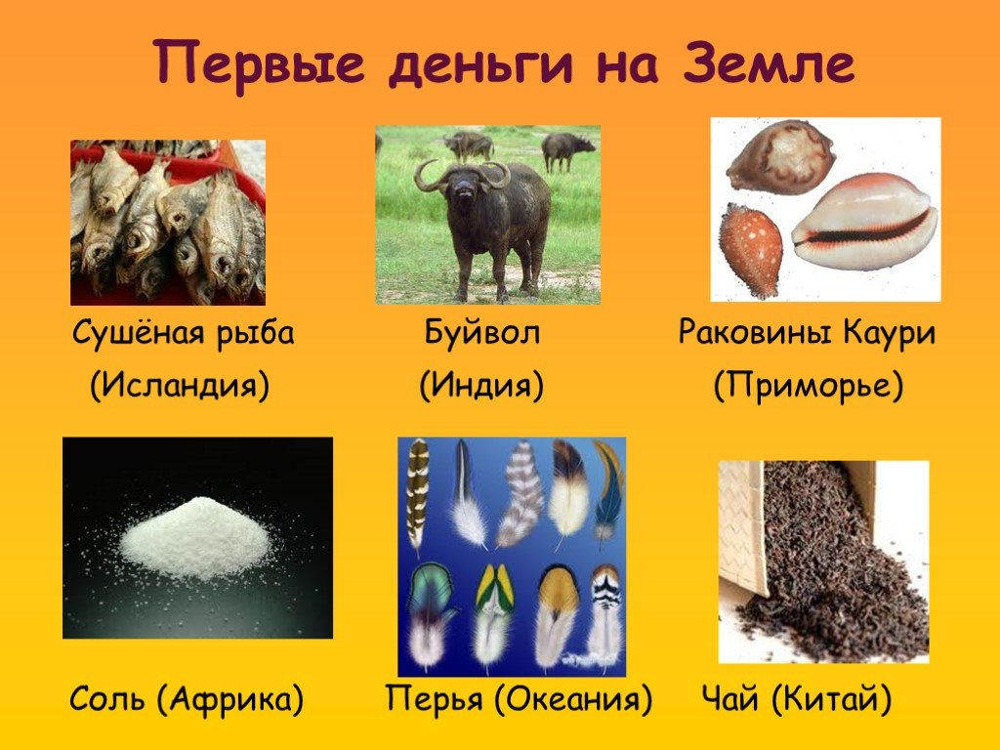 Первые деньги на Земле
Сушёная рыба
(Исландия)
Буйвол
(Индия)
Раковины Каури
(Приморье)
Соль (Африка)
Перья (Океания)
Чай (Китай)